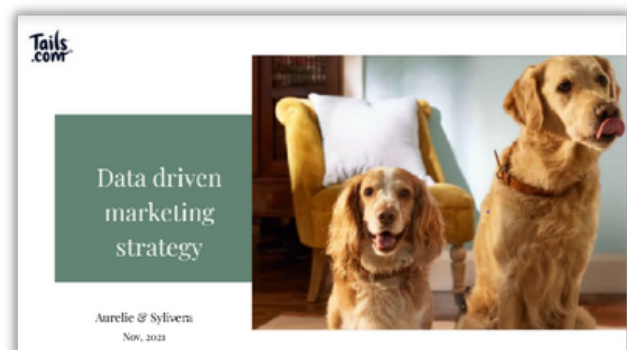 Tails
.com
Data driven
marketing
strategy
Aurelie & Sylivera
Nov, 2021